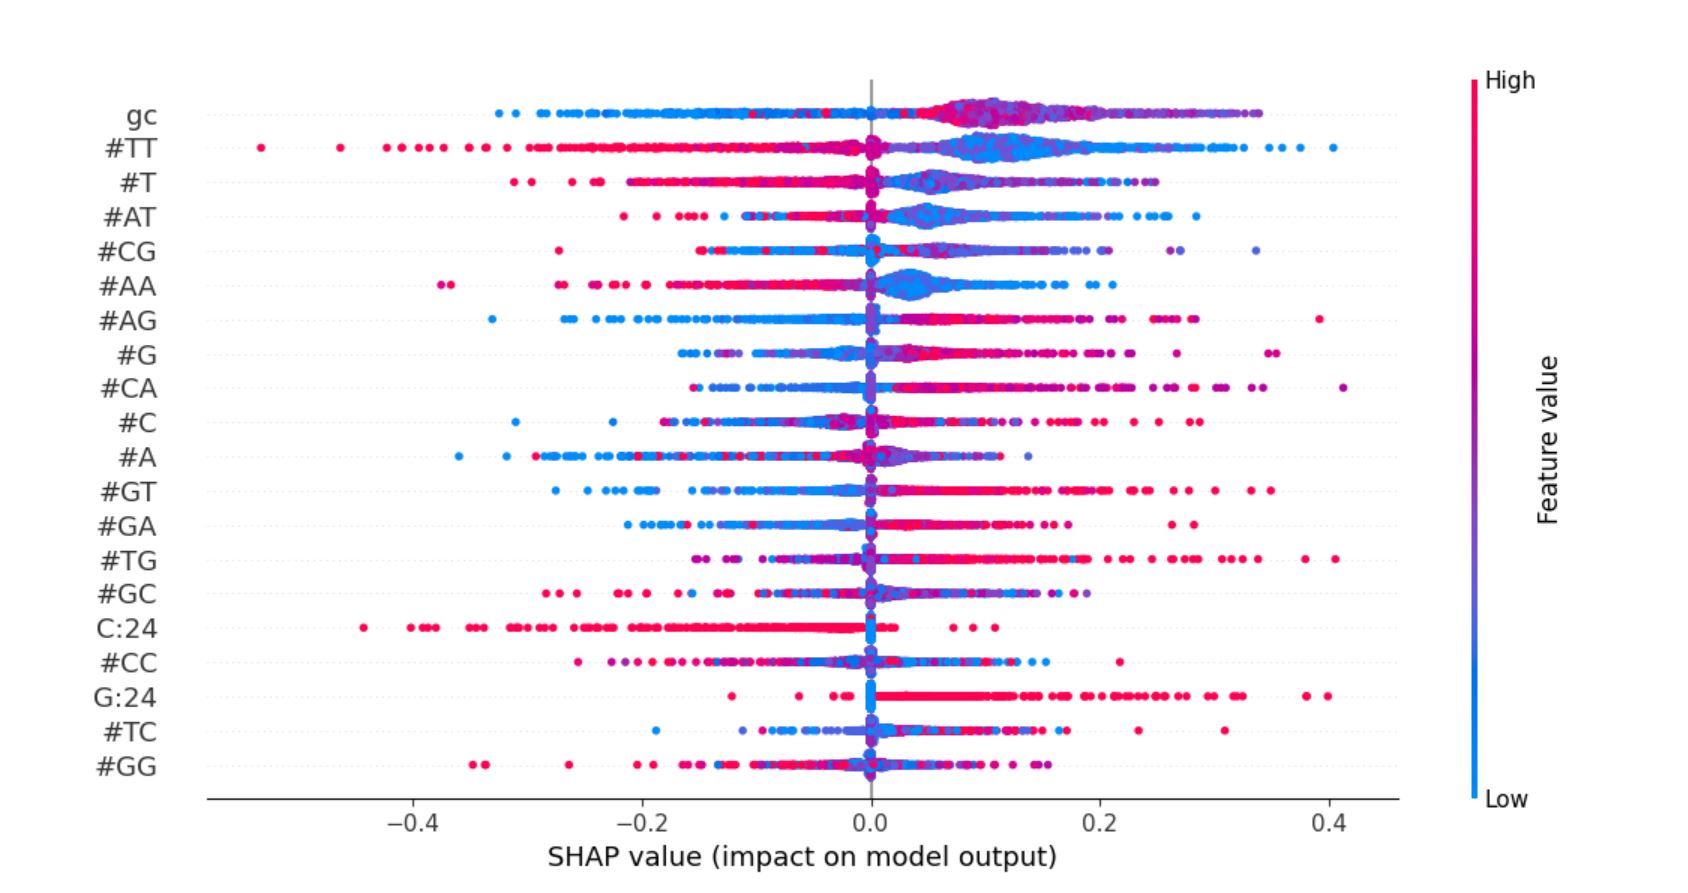 High
gc
#TT
#T
#AT
#CG
#AA
#AG
#G
#CA
#C
#A
#GT
#GA
#TG
#GC
C:24
#CC
G:24
#TC
#GG
Feature value
Low
−0.4 −0.2 0.0 0.2 0.4
SHAP value (impact on model output)